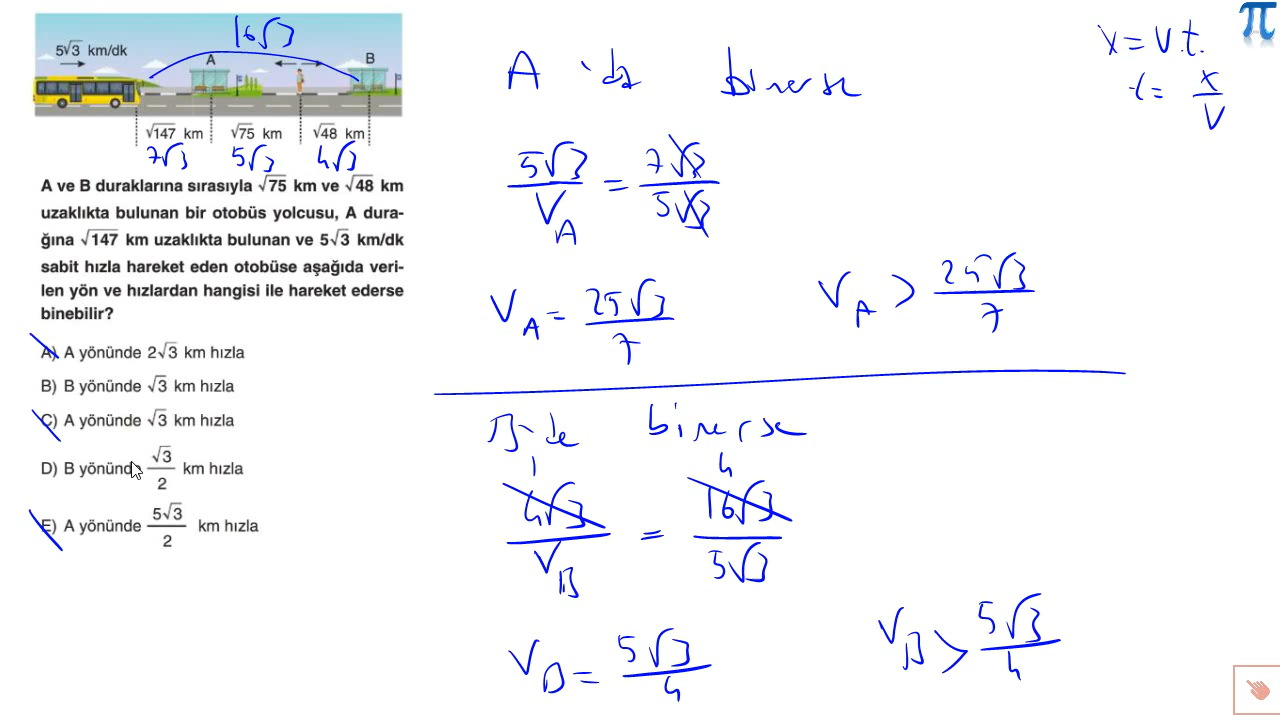 16√3
5√3 km/dk
A
B
√147 km √75 km √48 km
7√3 5√3 4√3
A ve B duraklarına sırasıyla √75 km ve √48 km
uzaklıkta bulunan bir otobüs yolcusu, A dura-
ğına √147 km uzaklıkta bulunan ve 5√3 km/dk
sabit hızla hareket eden otobüse aşağıda veri-
len yön ve hızlardan hangisi ile hareket ederse
binebilir?
A) A yönünde 2√3 km hızla
B) B yönünde √3 km hızla
C) A yönünde √3 km hızla
D) B yönünde √3/2 km hızla
E) A yönünde 5√3/2 km hızla
A 'da binerse
5√3/V_A = 7√3/5√3
V_A = 25√3/7
V_A > 25√3/7
B'de binerse
1 4
4√3/V_B = 16√3/5√3
V_B = 5√3/4
V_B > 5√3/4
x = v.t.
t = x/v
π